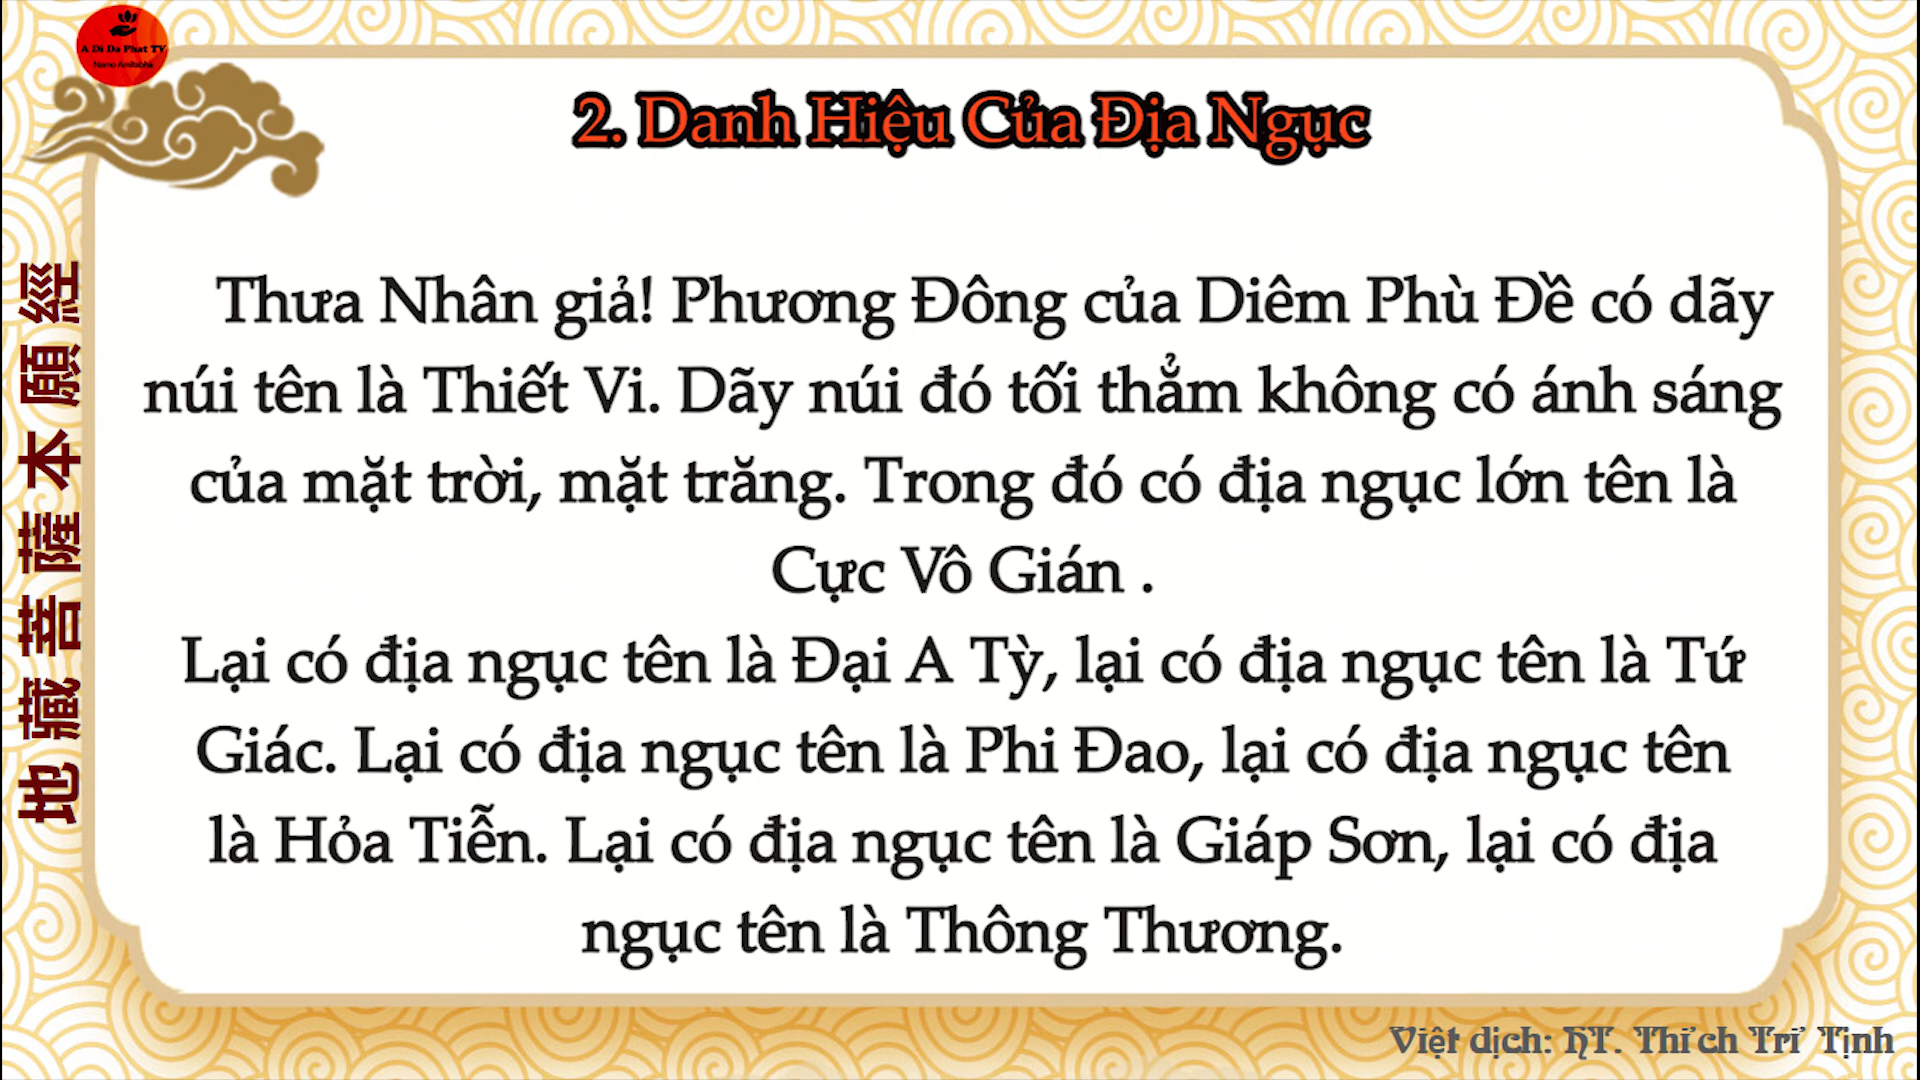 A Di Da Phat TV
Namo Amitabha
2. Danh Hiệu Của Địa Ngục
Thưa Nhân giả! Phương Đông của Diêm Phù Đề có dãy
núi tên là Thiết Vi. Dãy núi đó tối thẳm không có ánh sáng
của mặt trời, mặt trăng. Trong đó có địa ngục lớn tên là
Cực Vô Gián .
Lại có địa ngục tên là Đại A Tỳ, lại có địa ngục tên là Tứ
Giác. Lại có địa ngục tên là Phi Đao, lại có địa ngục tên
là Hỏa Tiễn. Lại có địa ngục tên là Giáp Sơn, lại có địa
ngục tên là Thông Thương.
地藏菩薩本願經
Việt dịch: HT. Thích Trí Tịnh